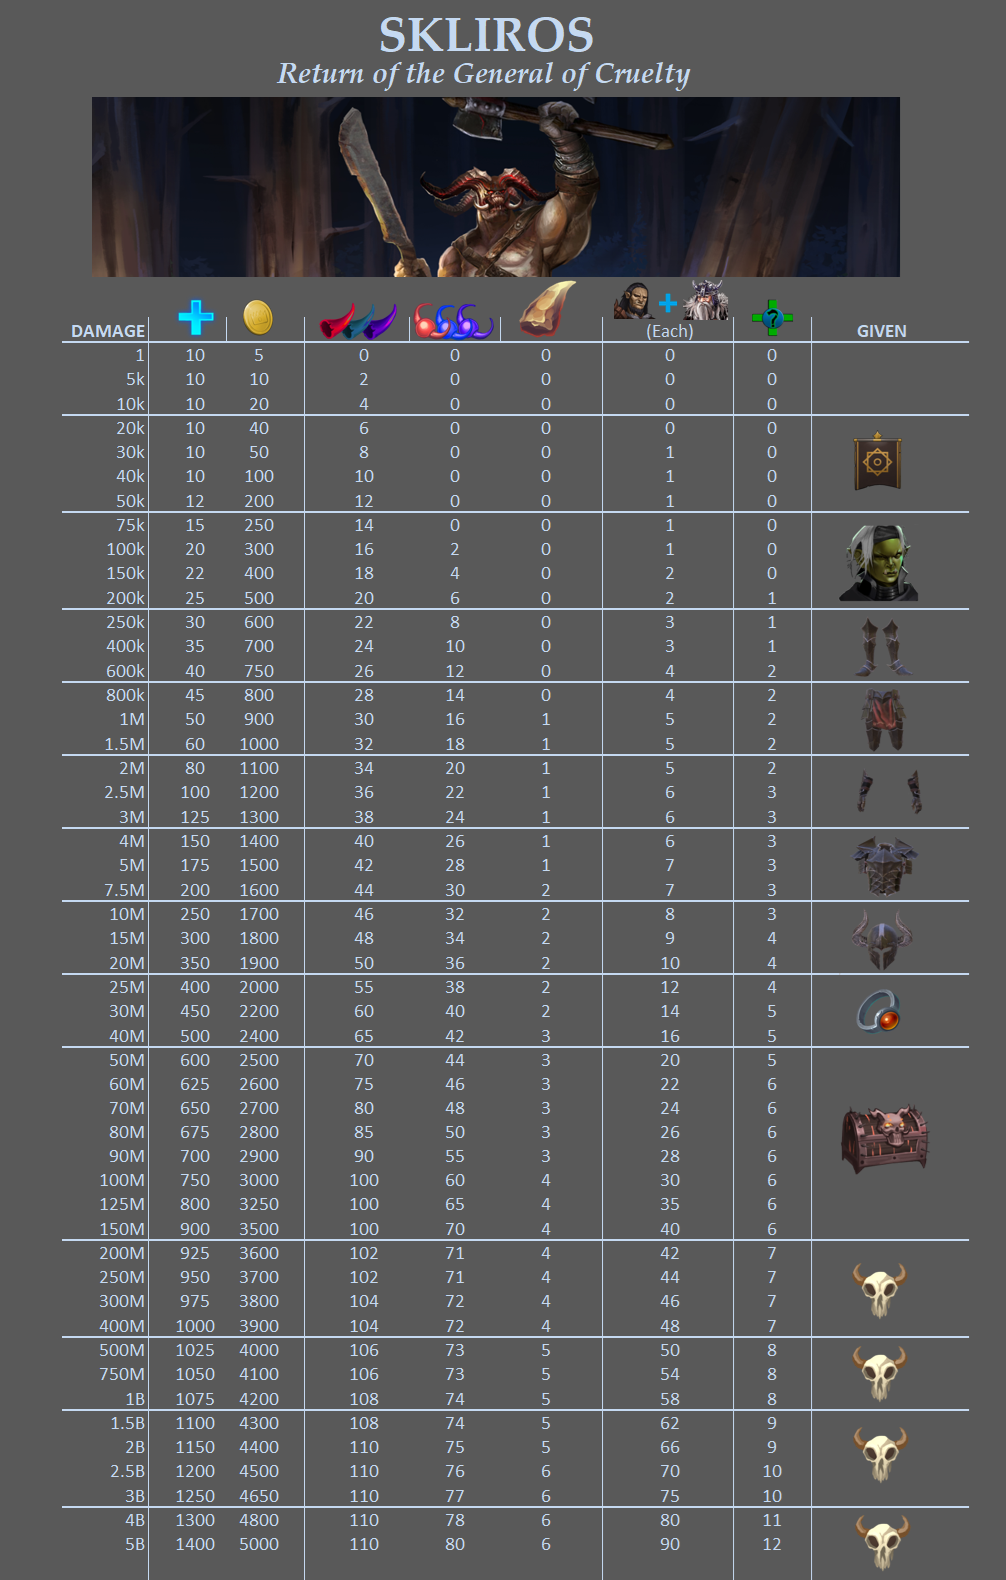 SKLIROS
Return of the General of Cruelty
DAMAGE (Each) ? GIVEN
1 10 5 0 0 0 0 0
5k 10 10 2 0 0 0 0
10k 10 20 4 0 0 0 0
20k 10 40 6 0 0 0 0
30k 10 50 8 0 0 1 0
40k 10 100 10 0 0 1 0
50k 12 200 12 0 0 1 0
75k 15 250 14 0 0 1 0
100k 20 300 16 2 0 1 0
150k 22 400 18 4 0 2 0
200k 25 500 20 6 0 2 1
250k 30 600 22 8 0 3 1
400k 35 700 24 10 0 3 1
600k 40 750 26 12 0 4 2
800k 45 800 28 14 0 4 2
1M 50 900 30 16 1 5 2
1.5M 60 1000 32 18 1 5 2
2M 80 1100 34 20 1 5 2
2.5M 100 1200 36 22 1 6 3
3M 125 1300 38 24 1 6 3
4M 150 1400 40 26 1 6 3
5M 175 1500 42 28 1 7 3
7.5M 200 1600 44 30 2 7 3
10M 250 1700 46 32 2 8 3
15M 300 1800 48 34 2 9 4
20M 350 1900 50 36 2 10 4
25M 400 2000 55 38 2 12 4
30M 450 2200 60 40 2 14 5
40M 500 2400 65 42 3 16 5
50M 600 2500 70 44 3 20 5
60M 625 2600 75 46 3 22 6
70M 650 2700 80 48 3 24 6
80M 675 2800 85 50 3 26 6
90M 700 2900 90 55 3 28 6
100M 750 3000 100 60 4 30 6
125M 800 3250 100 65 4 35 6
150M 900 3500 100 70 4 40 6
200M 925 3600 102 71 4 42 7
250M 950 3700 102 71 4 44 7
300M 975 3800 104 72 4 46 7
400M 1000 3900 104 72 4 48 7
500M 1025 4000 106 73 5 50 8
750M 1050 4100 106 73 5 54 8
1B 1075 4200 108 74 5 58 8
1.5B 1100 4300 108 74 5 62 9
2B 1150 4400 110 75 5 66 9
2.5B 1200 4500 110 76 6 70 10
3B 1250 4650 110 77 6 75 10
4B 1300 4800 110 78 6 80 11
5B 1400 5000 110 80 6 90 12